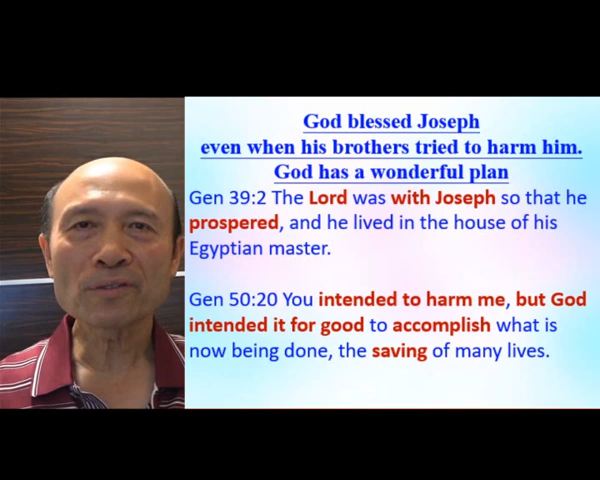 God blessed Joseph
even when his brothers tried to harm him.
God has a wonderful plan
Gen 39:2 The Lord was with Joseph so that he
prospered, and he lived in the house of his
Egyptian master.
Gen 50:20 You intended to harm me, but God
intended it for good to accomplish what is
now being done, the saving of many lives.